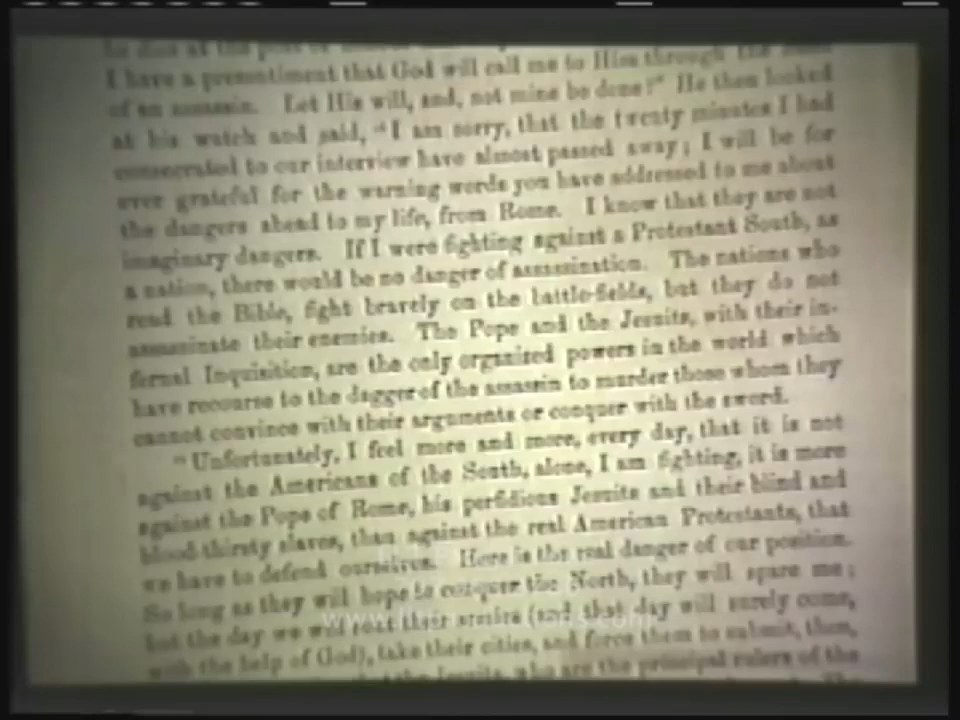 I have a presentiment that God will call me to Him through the
of an assassin. Let His will, and, not mine be done!" He then looked
at his watch and said, "I am sorry, that the twenty minutes I had
consecrated to our interview have almost passed away; I will be for
ever grateful for the warning words you have addressed to me about
the dangers ahead to my life, from Rome. I know that they are not
imaginary dangers. If I were fighting against a Protestant South, as
a nation, there would be no danger of assassination. The nations who
read the Bible, fight bravely on the battle-fields, but they do not
assassinate their enemies. The Pope and the Jesuits, with their in-
fernal Inquisition, are the only organized powers in the world which
have recourse to the dagger of the assassin to murder those whom they
cannot convince with their arguments or conquer with the sword.
"Unfortunately, I feel more and more, every day, that it is not
against the Americans of the South, alone, I am fighting, it is more
against the Pope of Rome, his perfidious Jesuits and their blind and
blood-thirsty slaves, than against the real American Protestants, that
we have to defend ourselves. Here is the real danger of our position.
So long as they will hope to conquer the North, they will spare me;
but the day we will rout their armies (and that day will surely come,
with the help of God), take their cities, and force them to submit, then,
the Jesuits, who are the principal rulers of the